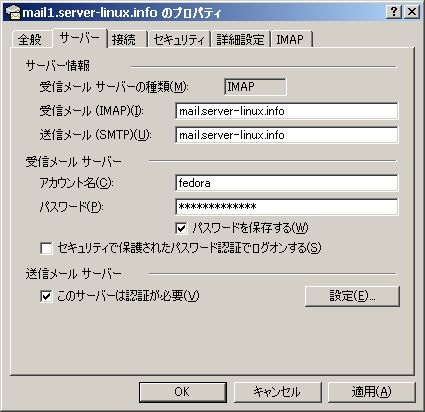 mail1.server-linux.info のプロパティ
全般 サーバー 接続 セキュリティ 詳細設定 IMAP
サーバー情報
受信メール サーバーの種類(M): IMAP
受信メール (IMAP)(I): mail.server-linux.info
送信メール (SMTP)(U): mail.server-linux.info
受信メール サーバー
アカウント名(C): fedora
パスワード(P): *************
パスワードを保存する(W)
セキュリティで保護されたパスワード認証でログオンする(S)
送信メール サーバー
このサーバーは認証が必要(V) 設定(E)...
OK キャンセル 適用(A)